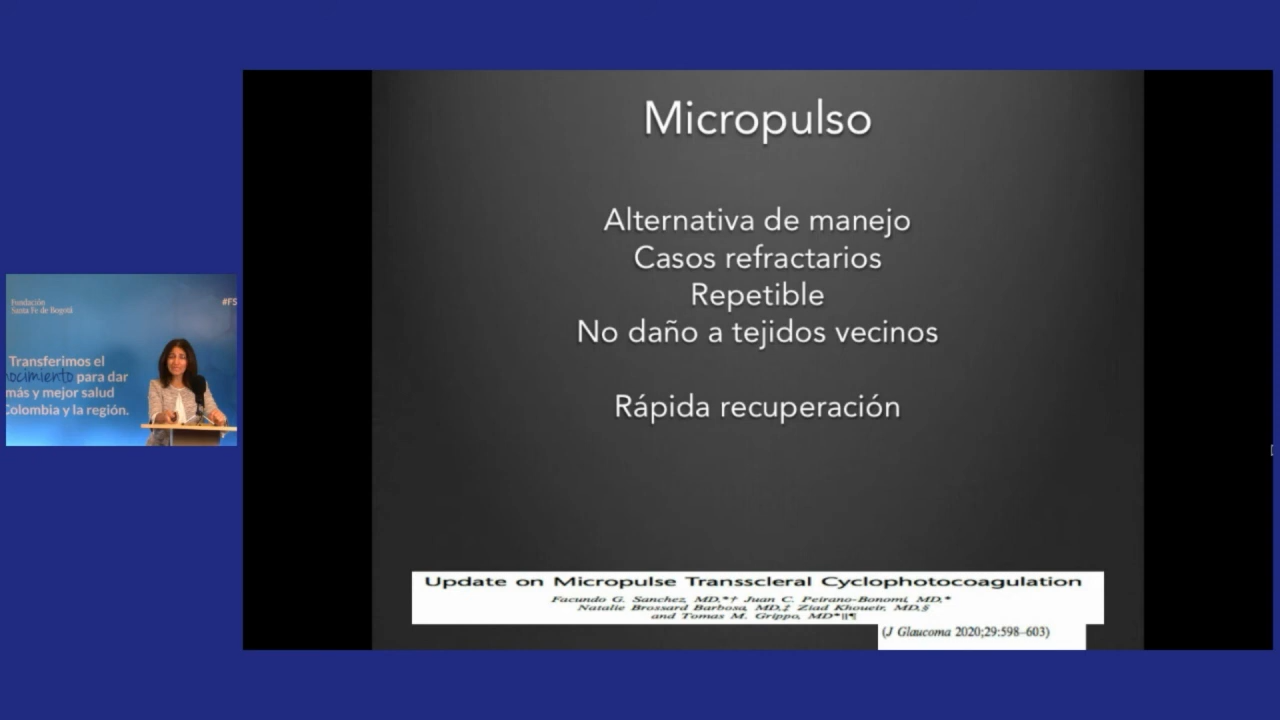 Fundación
Santa Fe de Bogotá
#FS
Transferimos el
nocimiento para dar
más y mejor salud
Colombia y la región.
Micropulso
Alternativa de manejo
Casos refractarios
Repetible
No daño a tejidos vecinos
Rápida recuperación
Update on Micropulse Transscleral Cyclophotocoagulation
Facundo G. Sanchez, MD,*† Juan C. Peirano-Bonomi, MD,*
Natalie Brossard Barbosa, MD,‡ Ziad Khoueir, MD,§
and Tomas M. Grippo, MD*||¶
(J Glaucoma 2020;29:598–603)